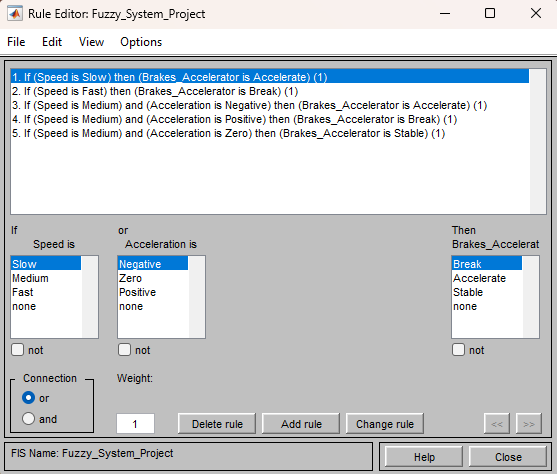 Rule Editor: Fuzzy_System_Project
File Edit View Options
1. If (Speed is Slow) then (Brakes_Accelerator is Accelerate) (1)
2. If (Speed is Fast) then (Brakes_Accelerator is Break) (1)
3. If (Speed is Medium) and (Acceleration is Negative) then (Brakes_Accelerator is Accelerate) (1)
4. If (Speed is Medium) and (Acceleration is Positive) then (Brakes_Accelerator is Break) (1)
5. If (Speed is Medium) and (Acceleration is Zero) then (Brakes_Accelerator is Stable) (1)
If
Speed is
Slow
Medium
Fast
none
not
or
Acceleration is
Negative
Zero
Positive
none
not
Then
Brakes_Accelerat
Break
Accelerate
Stable
none
not
Connection
or
and
Weight:
1
Delete rule
Add rule
Change rule
<<
>>
FIS Name: Fuzzy_System_Project
Help
Close